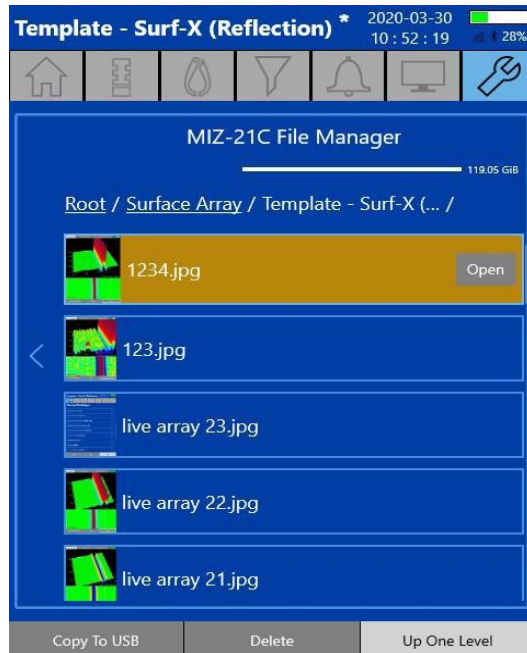 Template - Surf-X (Reflection) *
2020-03-30
10 : 52 : 19
28%
MIZ-21C File Manager
119.05 GiB
Root / Surface Array / Template - Surf-X (... /
1234.jpg
Open
123.jpg
live array 23.jpg
live array 22.jpg
live array 21.jpg
Copy To USB
Delete
Up One Level